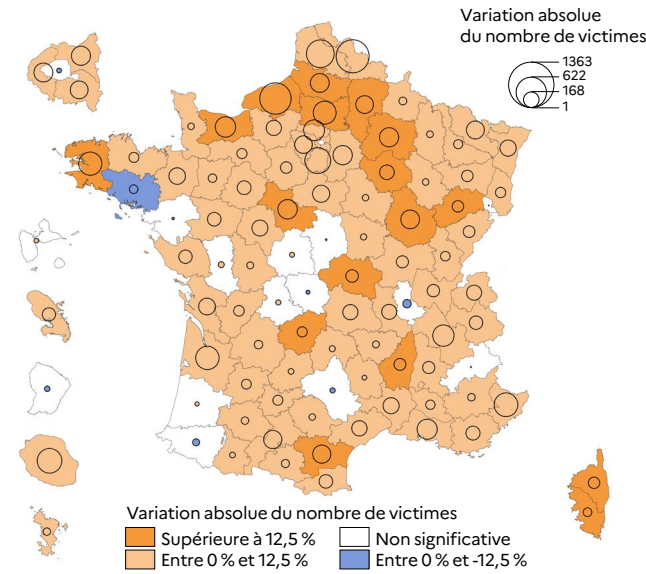 Variation absolue
du nombre de victimes
1363
622
168
1
Variation absolue du nombre de victimes
Supérieure à 12,5 %
Non significative
Entre 0 % et 12,5 %
Entre 0 % et -12,5 %